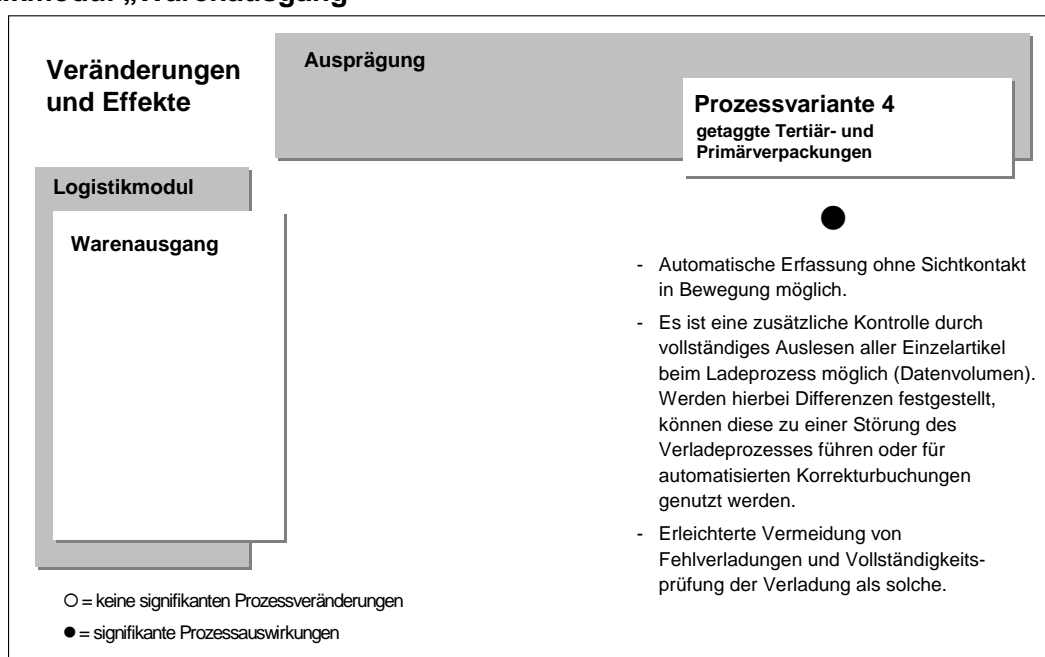 Veränderungen
und Effekte
Ausprägung
Prozessvariante 4
getaggte Tertiär- und
Primärverpackungen
Logistikmodul
Warenausgang
- Automatische Erfassung ohne Sichtkontakt
in Bewegung möglich.
- Es ist eine zusätzliche Kontrolle durch
vollständiges Auslesen aller Einzelartikel
beim Ladeprozess möglich (Datenvolumen).
Werden hierbei Differenzen festgestellt,
können diese zu einer Störung des
Verladeprozesses führen oder für
automatisierten Korrekturbuchungen
genutzt werden.
- Erleichterte Vermeidung von
Fehlverladungen und Vollständigkeits-
prüfung der Verladung als solche.
○ = keine signifikanten Prozessveränderungen
● = signifikante Prozessauswirkungen